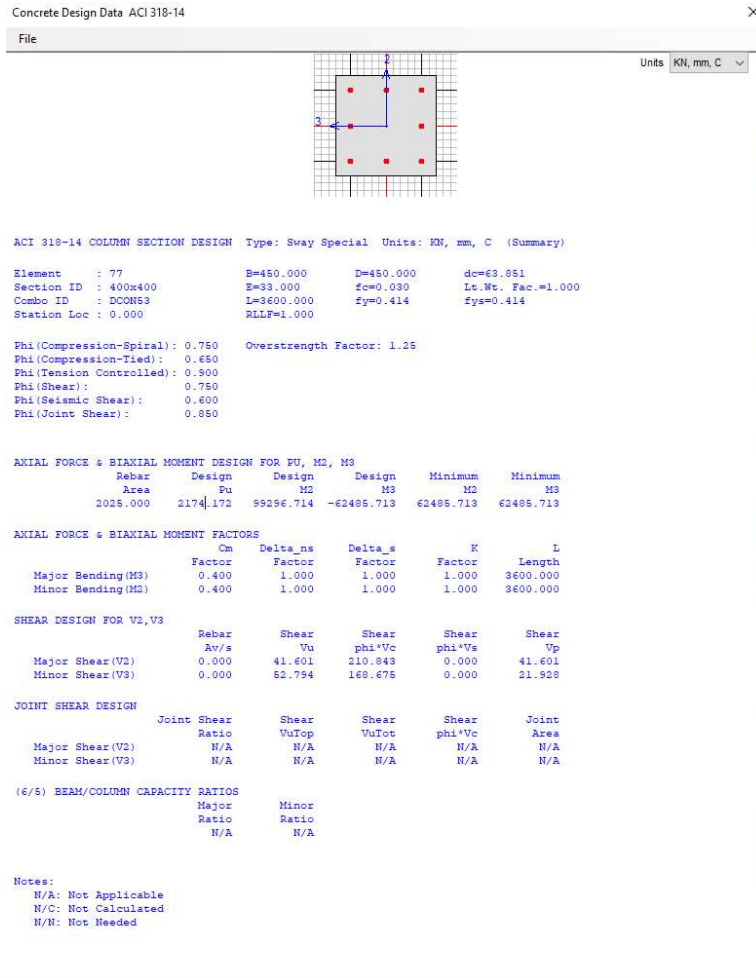 Concrete Design Data ACI 318-14
File
Units KN, mm, C
2
3
ACI 318-14 COLUMN SECTION DESIGN Type: Sway Special Units: KN, mm, C (Summary)
Element : 77 B=450.000 D=450.000 dc=63.851
Section ID : 400x400 E=33.000 fc=0.030 Lt.Wt. Fac.=1.000
Combo ID : DCON53 L=3600.000 fy=0.414 fys=0.414
Station Loc : 0.000 RLLF=1.000
Phi(Compression-Spiral): 0.750 Overstrength Factor: 1.25
Phi(Compression-Tied): 0.650
Phi(Tension Controlled): 0.900
Phi(Shear): 0.750
Phi(Seismic Shear): 0.600
Phi(Joint Shear): 0.850
AXIAL FORCE & BIAXIAL MOMENT DESIGN FOR PU, M2, M3
Rebar Design Design Design Minimum Minimum
Area Pu M2 M3 M2 M3
2025.000 2174.172 99296.714 -62485.713 62485.713 62485.713
AXIAL FORCE & BIAXIAL MOMENT FACTORS
Cm Delta_ns Delta_s K L
Factor Factor Factor Factor Length
Major Bending(M3) 0.400 1.000 1.000 1.000 3600.000
Minor Bending(M2) 0.400 1.000 1.000 1.000 3600.000
SHEAR DESIGN FOR V2,V3
Rebar Shear Shear Shear Shear
Av/s Vu phi*Vc phi*Vs Vp
Major Shear(V2) 0.000 41.601 210.843 0.000 41.601
Minor Shear(V3) 0.000 52.794 168.675 0.000 21.928
JOINT SHEAR DESIGN
Joint Shear Shear Shear Shear Joint
Ratio VuTop VuTot phi*Vc Area
Major Shear(V2) N/A N/A N/A N/A N/A
Minor Shear(V3) N/A N/A N/A N/A N/A
(6/5) BEAM/COLUMN CAPACITY RATIOS
Major Minor
Ratio Ratio
N/A N/A
Notes:
N/A: Not Applicable
N/C: Not Calculated
N/N: Not Needed